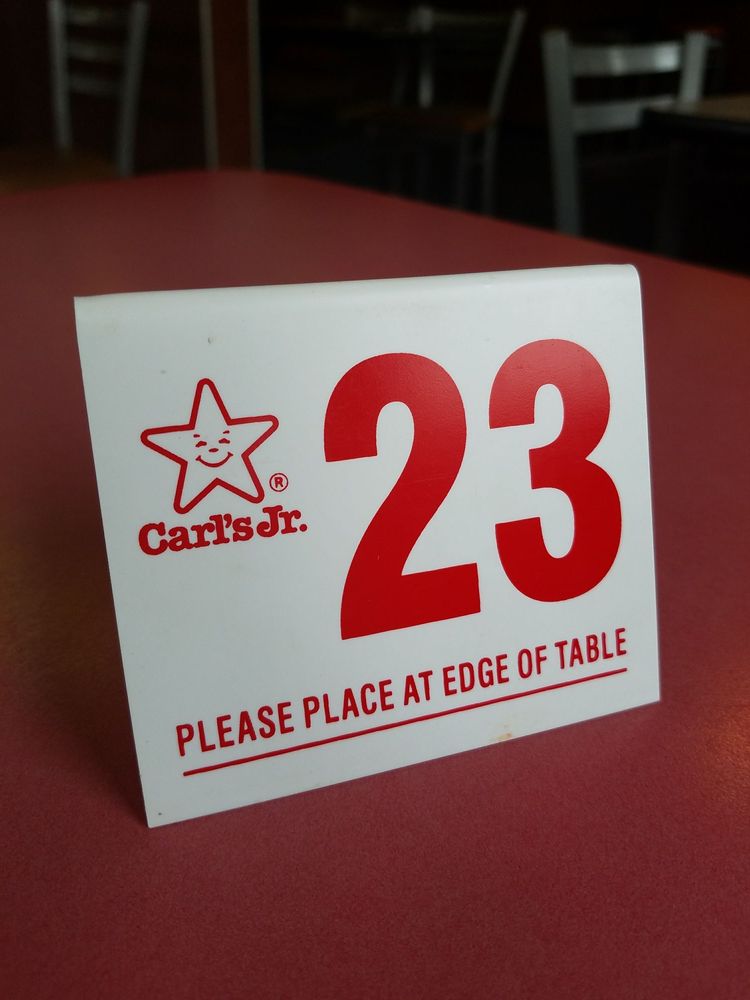 23
®
Carl's Jr.
PLEASE PLACE AT EDGE OF TABLE